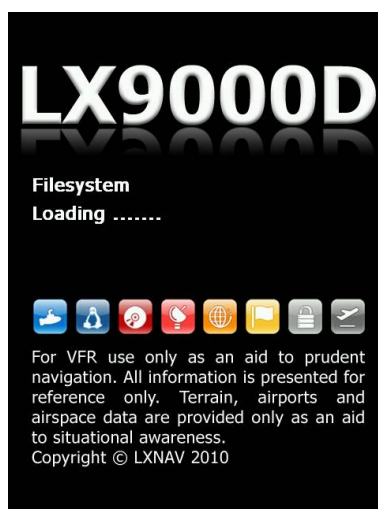 LX9000D
Filesystem
Loading .......
For VFR use only as an aid to prudent
navigation. All information is presented for
reference only. Terrain, airports and
airspace data are provided only as an aid
to situational awareness.
Copyright © LXNAV 2010